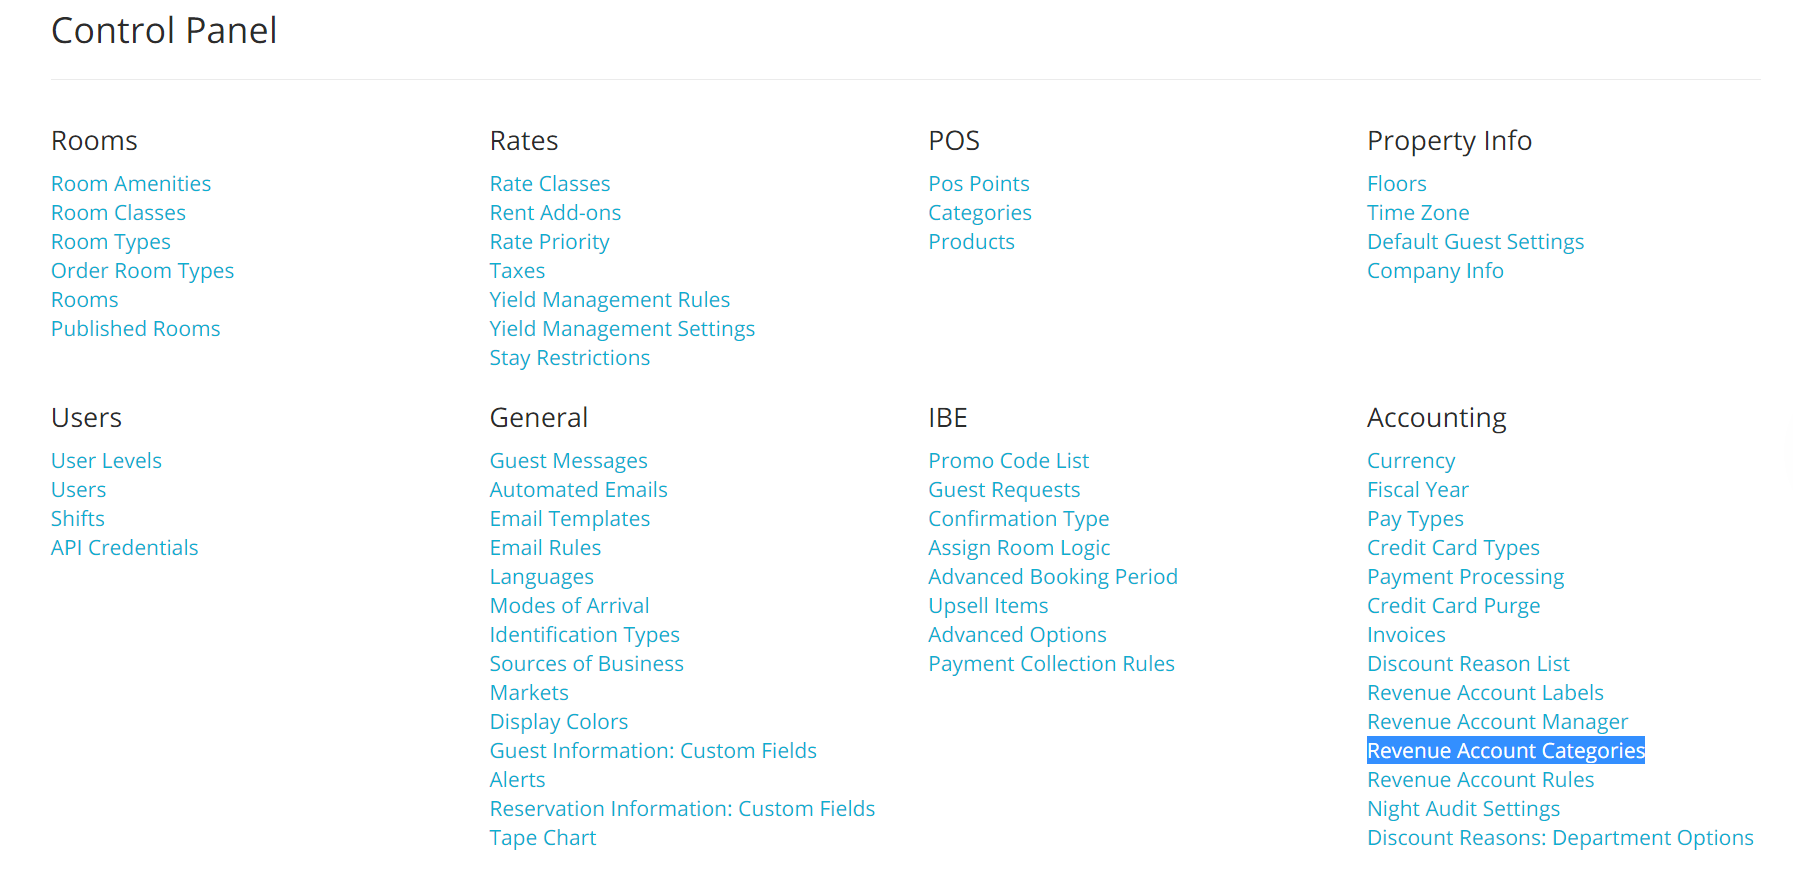 Control Panel
Rooms
Room Amenities
Room Classes
Room Types
Order Room Types
Rooms
Published Rooms
Rates
Rate Classes
Rent Add-ons
Rate Priority
Taxes
Yield Management Rules
Yield Management Settings
Stay Restrictions
POS
Pos Points
Categories
Products
Property Info
Floors
Time Zone
Default Guest Settings
Company Info
Users
User Levels
Users
Shifts
API Credentials
General
Guest Messages
Automated Emails
Email Templates
Email Rules
Languages
Modes of Arrival
Identification Types
Sources of Business
Markets
Display Colors
Guest Information: Custom Fields
Alerts
Reservation Information: Custom Fields
Tape Chart
IBE
Promo Code List
Guest Requests
Confirmation Type
Assign Room Logic
Advanced Booking Period
Upsell Items
Advanced Options
Payment Collection Rules
Accounting
Currency
Fiscal Year
Pay Types
Credit Card Types
Payment Processing
Credit Card Purge
Invoices
Discount Reason List
Revenue Account Labels
Revenue Account Manager
Revenue Account Categories
Revenue Account Rules
Night Audit Settings
Discount Reasons: Department Options